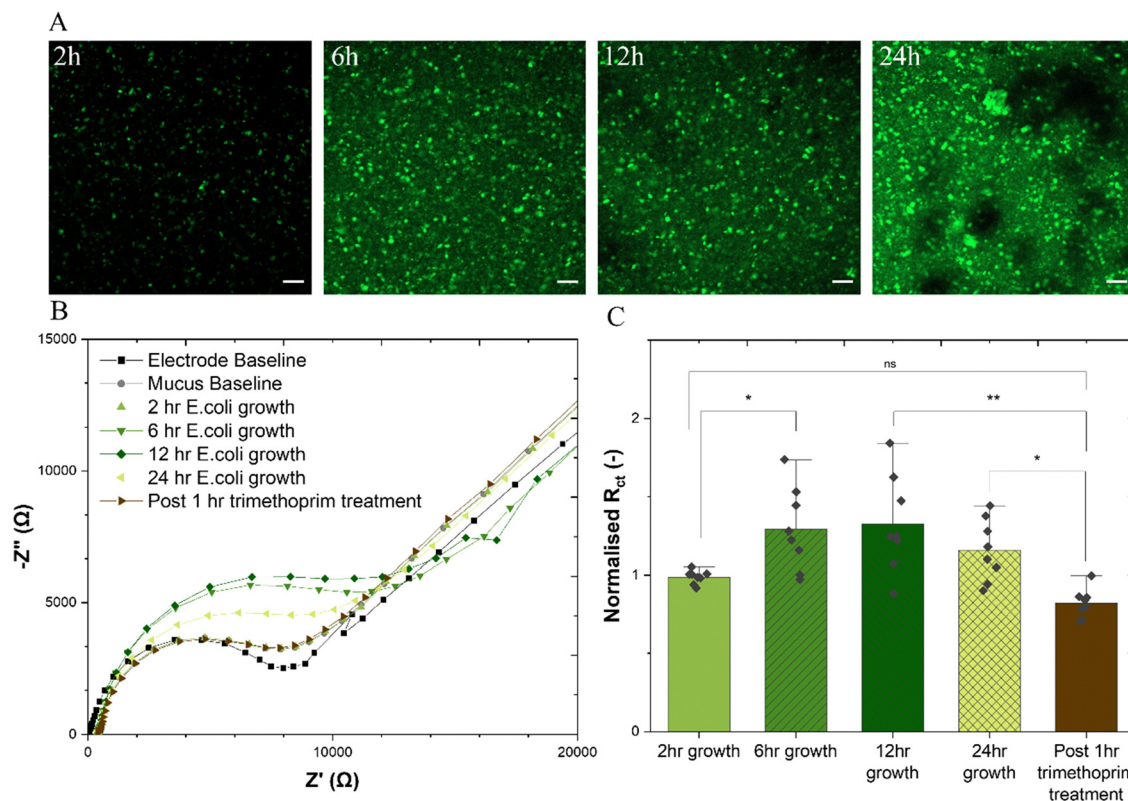 A
2h
6h
12h
24h
B
15000
10000
5000
0
-Z" (Ω)
Electrode Baseline
Mucus Baseline
2 hr E.coli growth
6 hr E.coli growth
12 hr E.coli growth
24 hr E.coli growth
Post 1 hr trimethoprim treatment
0
10000
20000
Z' (Ω)
C
2
1
0
Normalised Rct (-)
ns
*
**
*
2hr growth
6hr growth
12hr
growth
24hr
growth
Post 1hr
trimethoprim
treatment